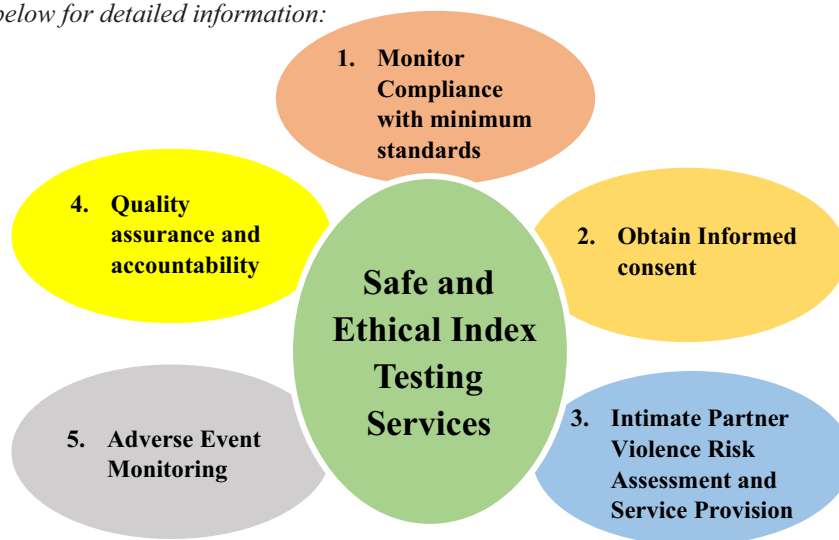 below for detailed information:
1. Monitor
Compliance
with minimum
standards
4. Quality
assurance and
accountability
2. Obtain Informed
consent
Safe and
Ethical Index
Testing
Services
5. Adverse Event
Monitoring
3. Intimate Partner
Violence Risk
Assessment and
Service Provision